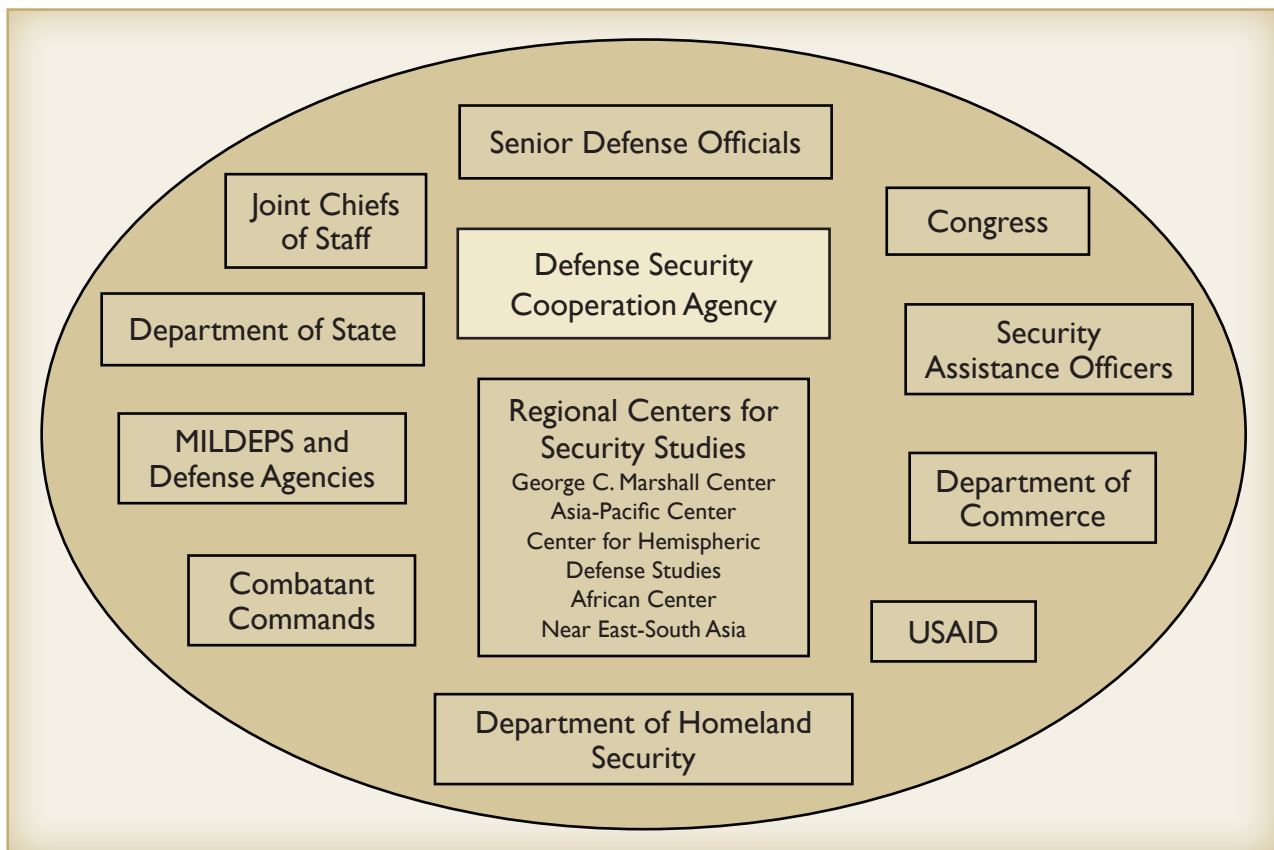 Senior Defense Officials
Joint Chiefs
of Staff
Congress
Defense Security
Cooperation Agency
Department of State
Security
Assistance Officers
Regional Centers for
Security Studies
George C. Marshall Center
Asia-Pacific Center
Center for Hemispheric
Defense Studies
African Center
Near East-South Asia
MILDEPS and
Defense Agencies
Department of
Commerce
Combatant
Commands
USAID
Department of Homeland
Security